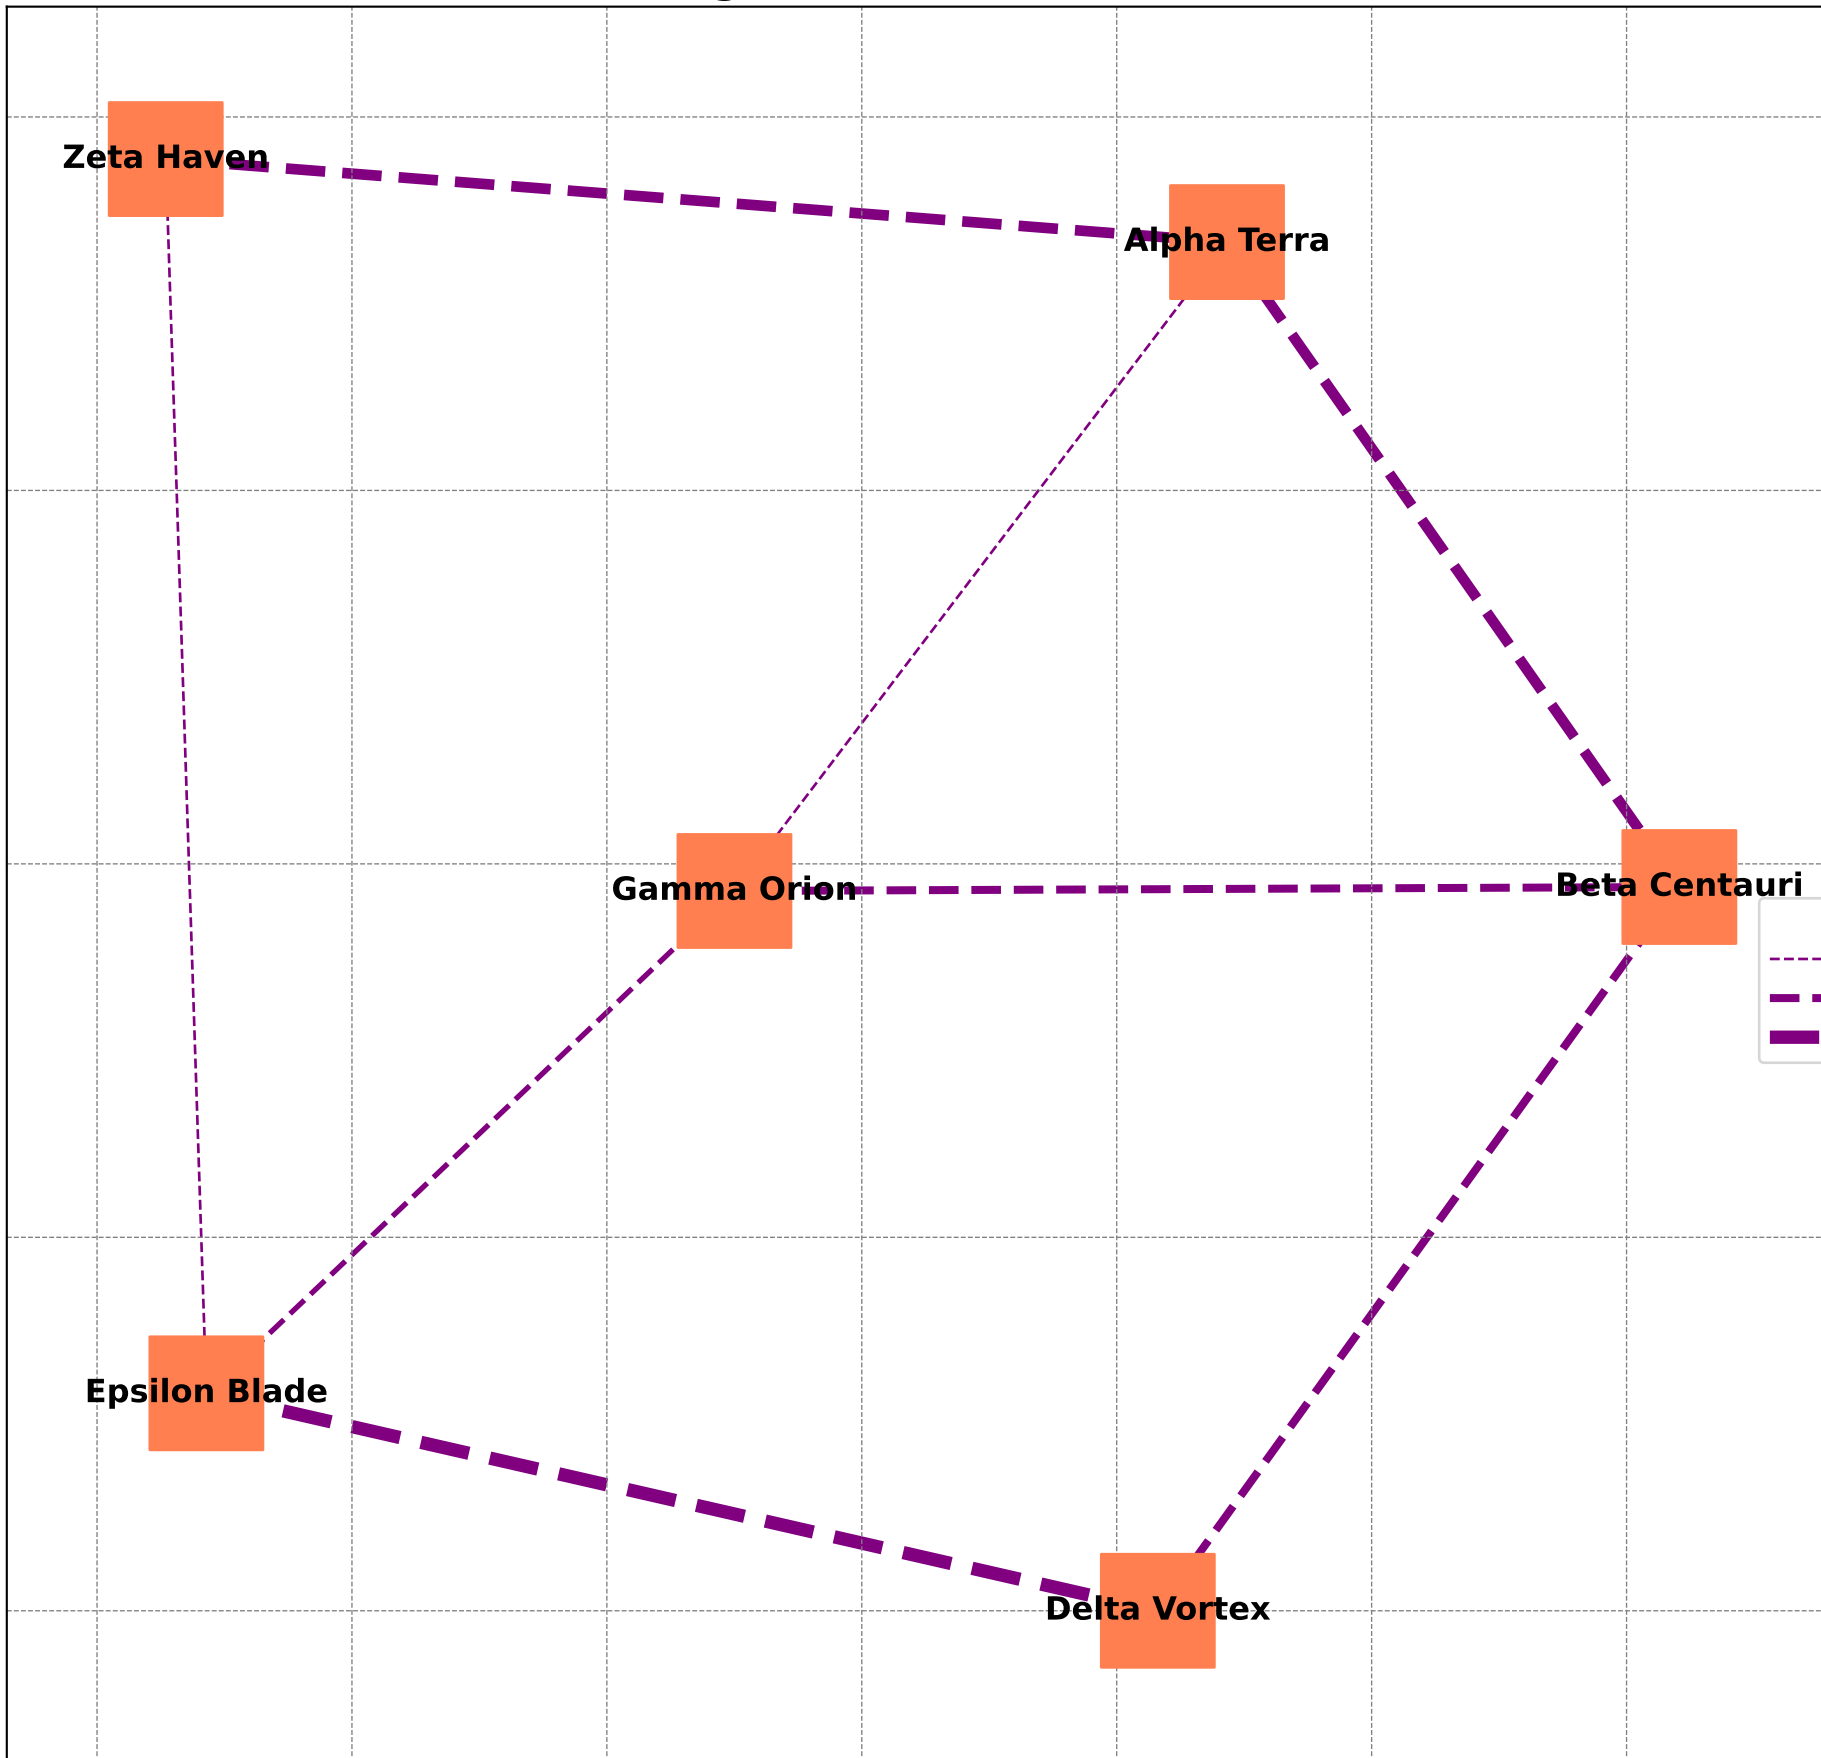 Zeta Haven
Alpha Terra
Gamma Orion
Beta Centauri
Epsilon Blade
Delta Vortex